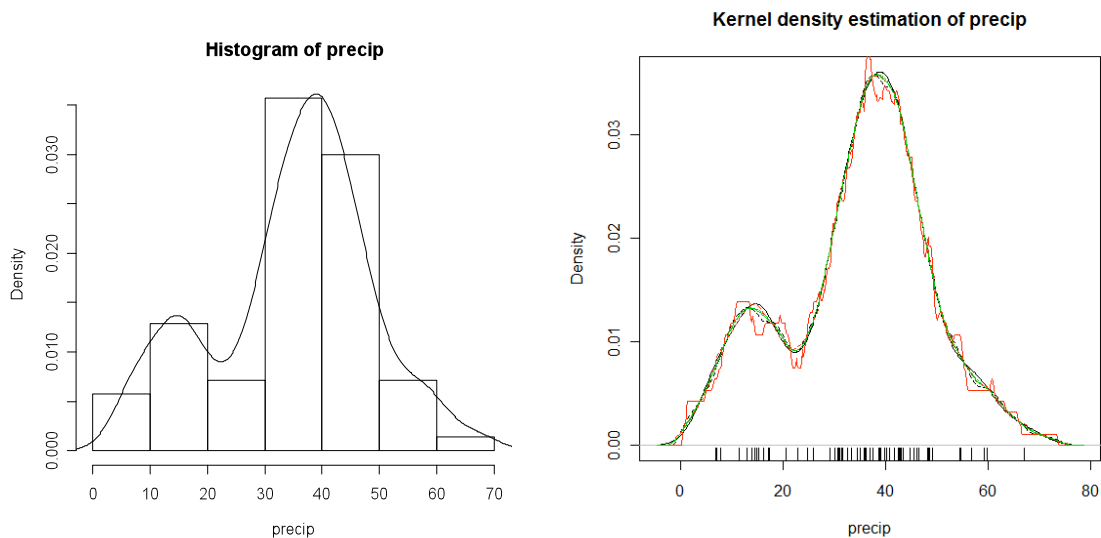 Histogram of precip
Density
0.000
0.010
0.020
0.030
0 10 20 30 40 50 60 70
precip
Kernel density estimation of precip
Density
0.00
0.01
0.02
0.03
0 20 40 60 80
precip